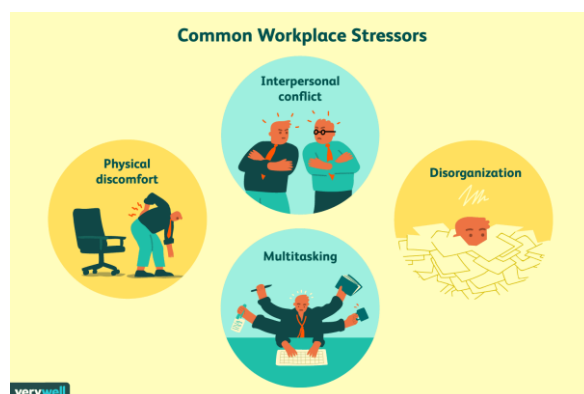 Common Workplace Stressors
Interpersonal
conflict
Physical
discomfort
Disorganization
Multitasking
verywell